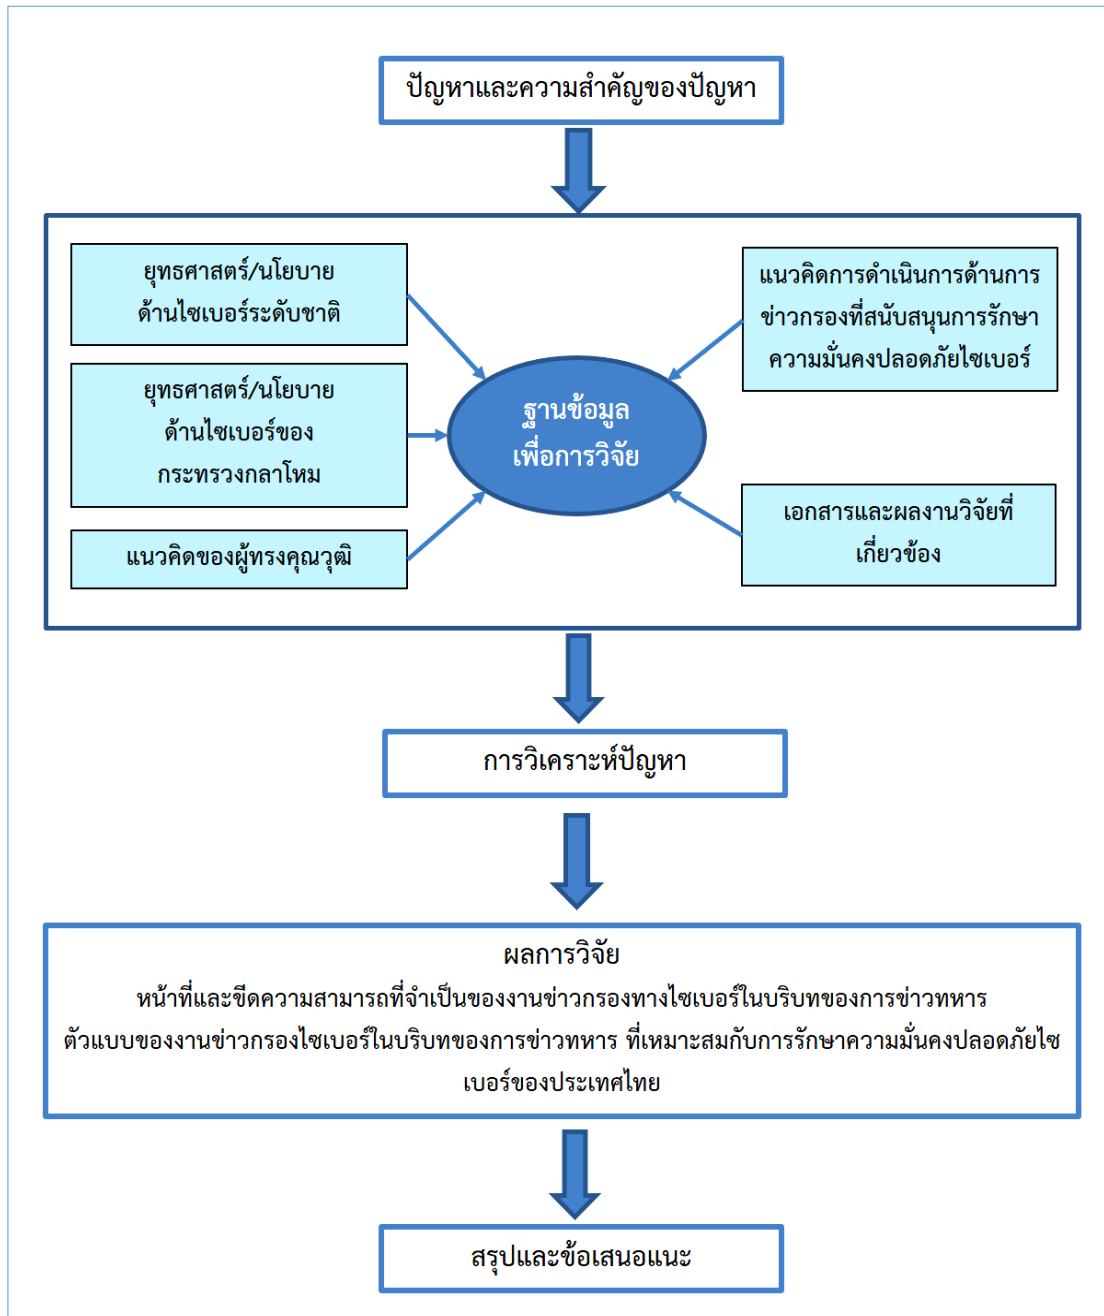 ปัญหาและความสำคัญของปัญหา
ยุทธศาสตร์/นโยบาย
ด้านไซเบอร์ระดับชาติ
ยุทธศาสตร์/นโยบาย
ด้านไซเบอร์ของ
กระทรวงกลาโหม
แนวคิดของผู้ทรงคุณวุฒิ
ฐานข้อมูล
เพื่อการวิจัย
แนวคิดการดำเนินการด้านการ
ข่าวกรองที่สนับสนุนการรักษา
ความมั่นคงปลอดภัยไซเบอร์
เอกสารและผลงานวิจัยที่
เกี่ยวข้อง
การวิเคราะห์ปัญหา
ผลการวิจัย
หน้าที่และขีดความสามารถที่จำเป็นของงานข่าวกรองทางไซเบอร์ในบริบทของการข่าวทหาร
ตัวแบบของงานข่าวกรองไซเบอร์ในบริบทของการข่าวทหาร ที่เหมาะสมกับการรักษาความมั่นคงปลอดภัยไซ
เบอร์ของประเทศไทย
สรุปและข้อเสนอแนะ